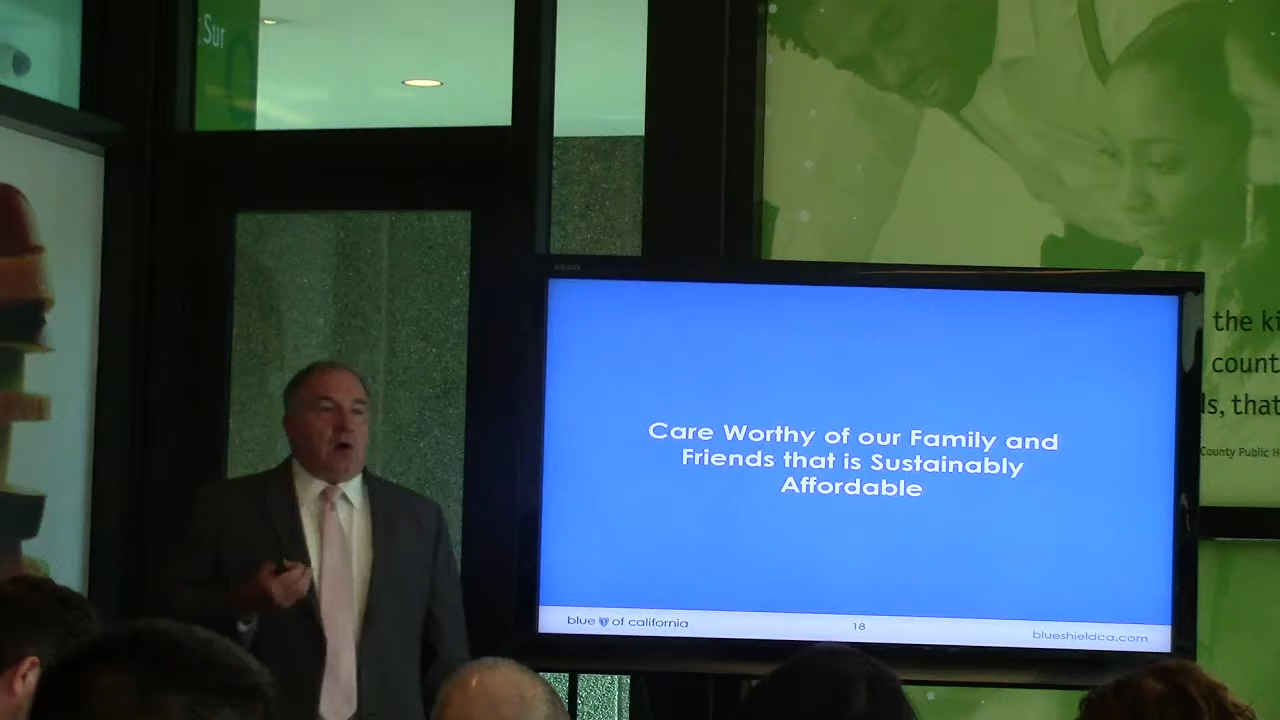 Sur
AQUOS
the ki
count
ls, that
County Public H
Care Worthy of our Family and
Friends that is Sustainably
Affordable
blue of california
18
blueshieldca.com